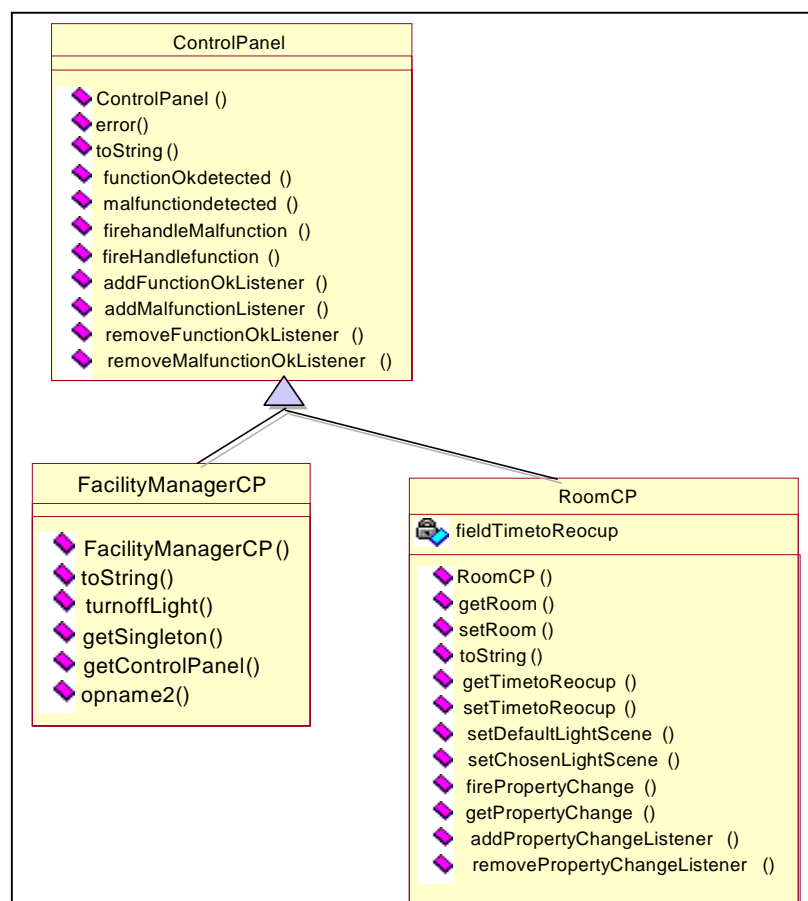 ControlPanel
ControlPanel ()
error()
toString ()
functionOkdetected ()
malfunctiondetected ()
firehandleMalfunction ()
fireHandlefunction ()
addFunctionOkListener ()
addMalfunctionListener ()
removeFunctionOkListener ()
removeMalfunctionOkListener ()
FacilityManagerCP
FacilityManagerCP()
toString()
turnoffLight()
getSingleton()
getControlPanel()
opname2()
RoomCP
fieldTimetoReocup
RoomCP ()
getRoom ()
setRoom ()
toString ()
getTimetoReocup ()
setTimetoReocup ()
setDefaultLightScene ()
setChosenLightScene ()
firePropertyChange ()
getPropertyChange ()
addPropertyChangeListener ()
removePropertyChangeListener ()